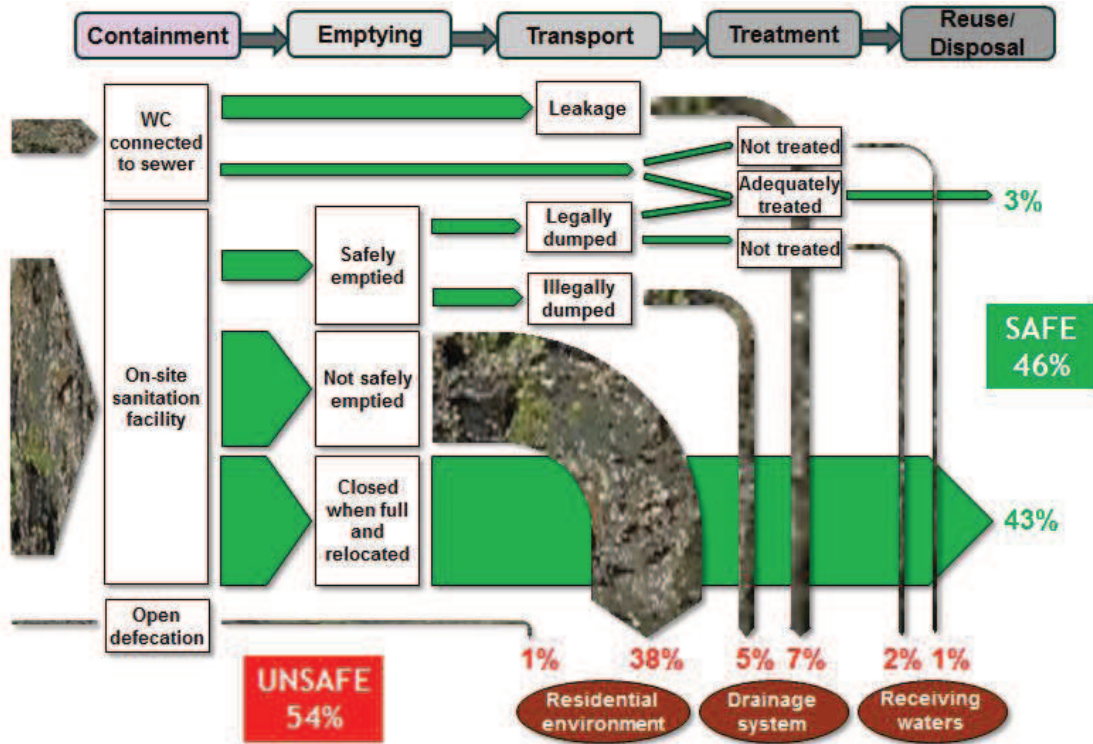 Containment
Emptying
Transport
Treatment
Reuse/
Disposal
WC
connected
to sewer
Leakage
Not treated
Adequately
treated
3%
Legally
dumped
Not treated
Safely
emptied
Illegally
dumped
SAFE
46%
On-site
sanitation
facility
Not safely
emptied
Closed
when full
and
relocated
43%
Open
defecation
UNSAFE
54%
1%
38%
5%
7%
2%
1%
Residential
environment
Drainage
system
Receiving
waters